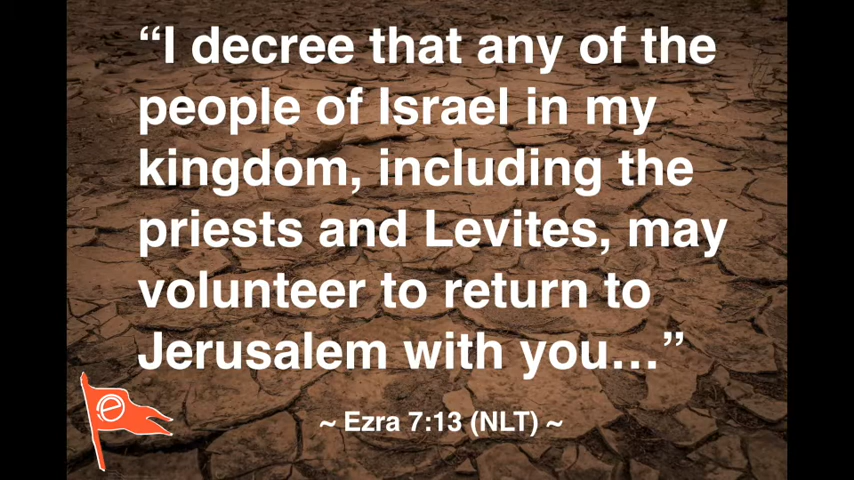 “I decree that any of the
people of Israel in my
kingdom, including the
priests and Levites, may
volunteer to return to
Jerusalem with you…”
~ Ezra 7:13 (NLT) ~
e